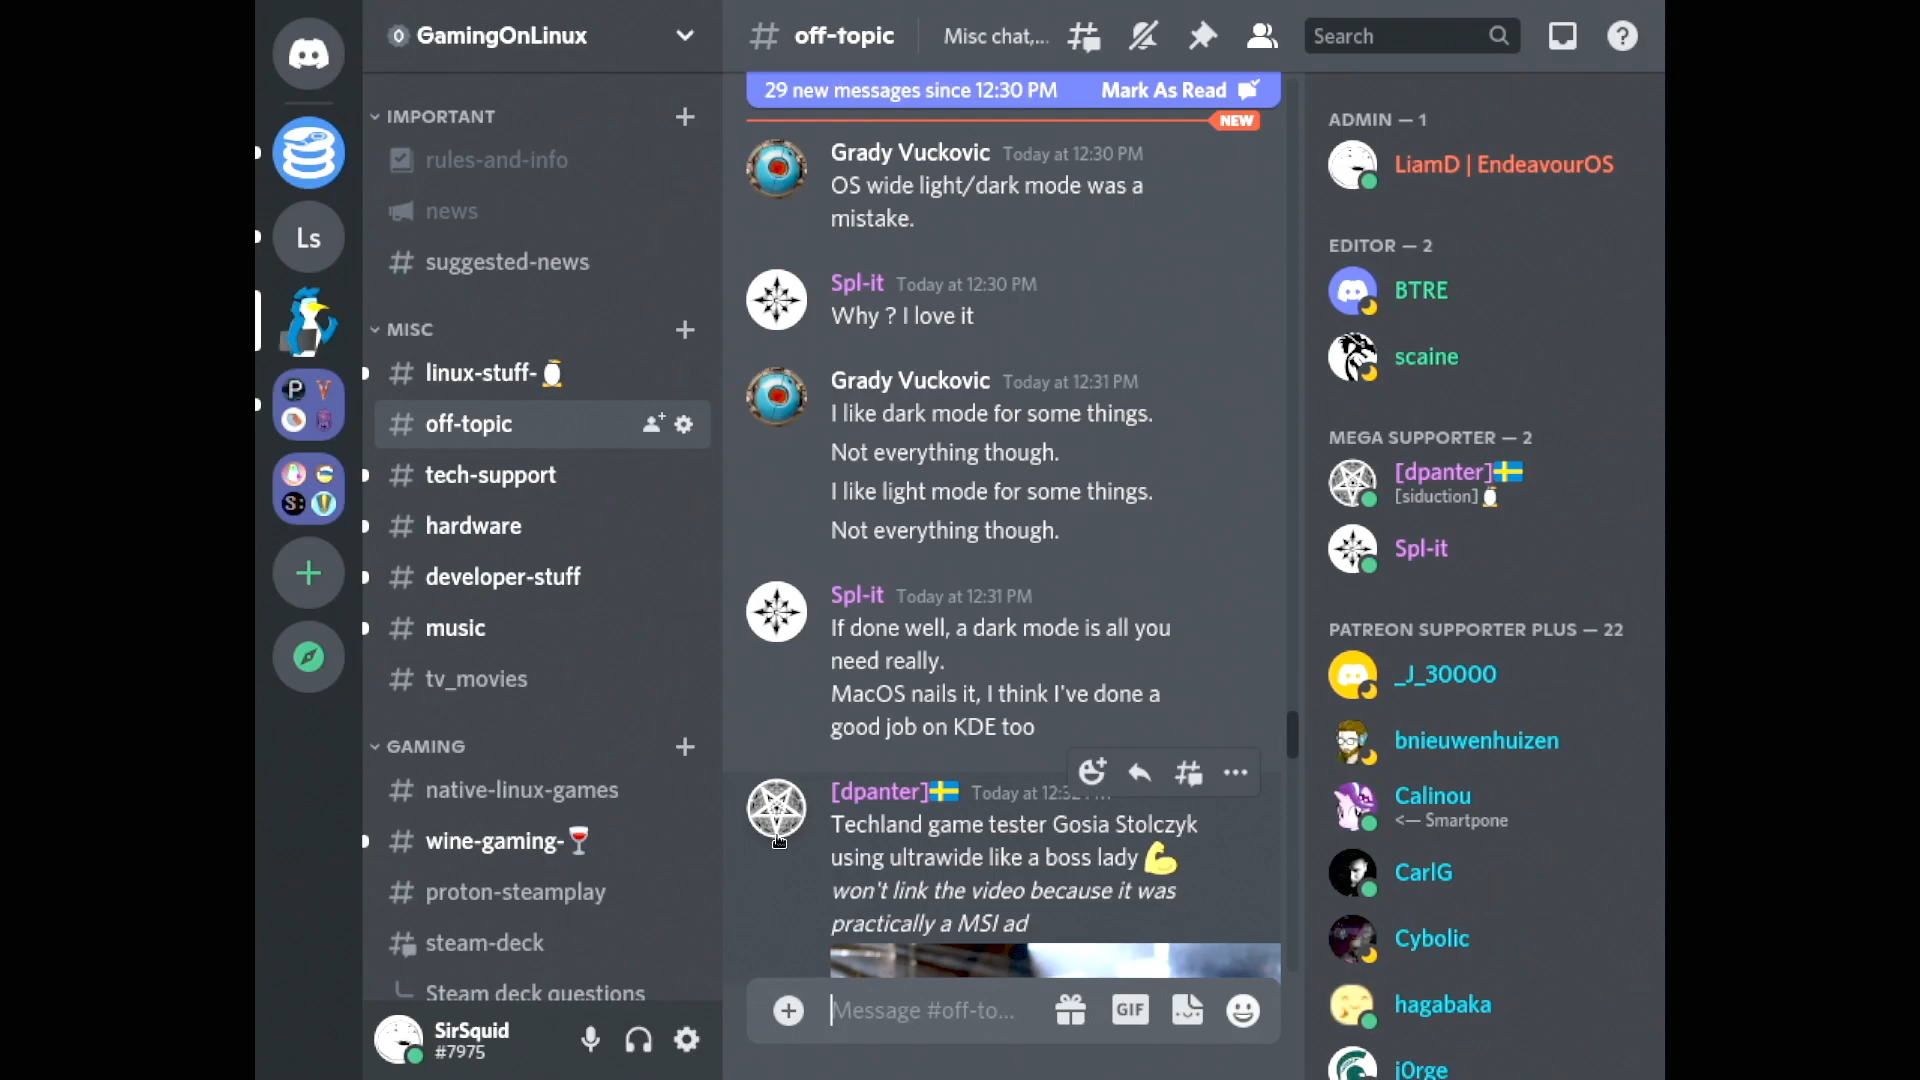 GamingOnLinux
IMPORTANT
rules-and-info
news
suggested-news
MISC
linux-stuff-
off-topic
tech-support
hardware
developer-stuff
music
tv_movies
GAMING
native-linux-games
wine-gaming-
proton-steamplay
steam-deck
Steam deck questions
SirSquid
#7975
Ls
P
V
S:
off-topic
Misc chat,...
Search
29 new messages since 12:30 PM
Mark As Read
NEW
Grady Vuckovic Today at 12:30 PM
OS wide light/dark mode was a
mistake.
Spl-it Today at 12:30 PM
Why ? I love it
Grady Vuckovic Today at 12:31 PM
I like dark mode for some things.
Not everything though.
I like light mode for some things.
Not everything though.
Spl-it Today at 12:31 PM
If done well, a dark mode is all you
need really.
MacOS nails it, I think I've done a
good job on KDE too
[dpanter] Today at
Techland game tester Gosia Stolczyk
using ultrawide like a boss lady
won't link the video because it was
practically a MSI ad
Message #off-to...
GIF
ADMIN — 1
LiamD | EndeavourOS
EDITOR — 2
BTRE
scaine
MEGA SUPPORTER — 2
[dpanter]
[siduction]
Spl-it
PATREON SUPPORTER PLUS — 22
_J_30000
bnieuwenhuizen
Calinou
<— Smartpone
CarlG
Cybolic
hagabaka
j0rge